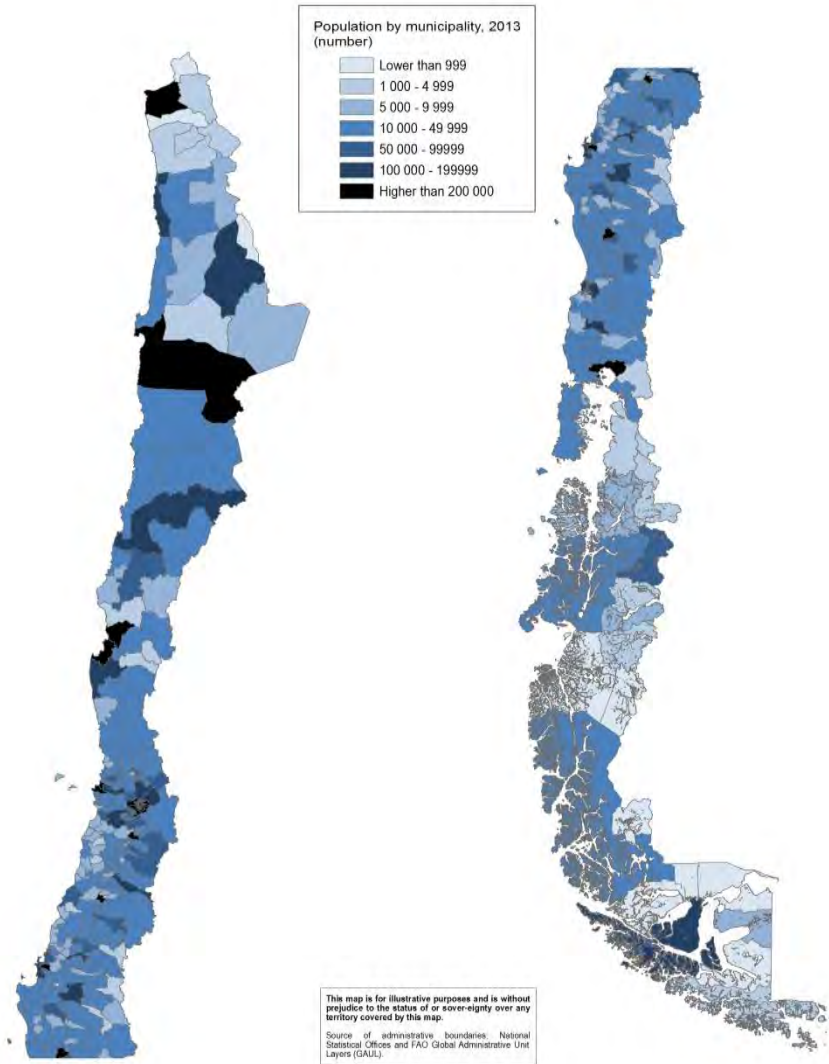 Population by municipality, 2013
(number)
Lower than 999
1 000 - 4 999
5 000 - 9 999
10 000 - 49 999
50 000 - 99999
100 000 - 199999
Higher than 200 000
This map is for illustrative purposes and is without
prejudice to the status of or sover-eignty over any
territory covered by this map.
Source of administrative boundaries: National
Statistical Offices and FAO Global Administrative Unit
Layers (GAUL).